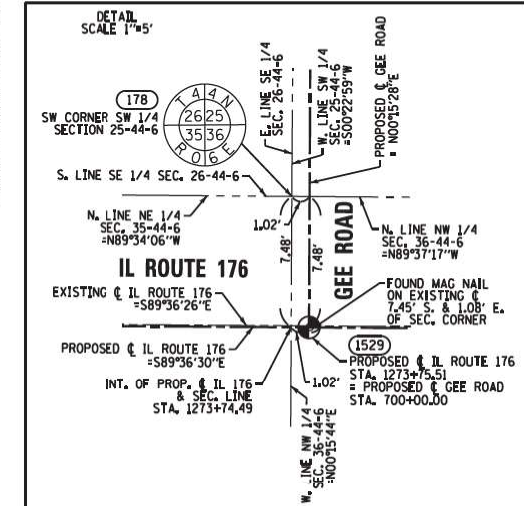 DETAIL
SCALE 1"=5'
178
SW CORNER SW 1/4
SECTION 25-44-6
T 4 4 N
26 25
35 36
R 0 6 E
E. LINE SE 1/4
SEC. 26-44-6
W. LINE SW 1/4
SEC. 25-44-6
=S00°22'59"W
PROPOSED ℄ GEE ROAD
= N00°15'28"E
S. LINE SE 1/4 SEC. 26-44-6
N. LINE NE 1/4
SEC. 35-44-6
=N89°34'06"W
1.02'
7.48'
7.48'
GEE ROAD
N. LINE NW 1/4
SEC. 36-44-6
=N89°37'17"W
IL ROUTE 176
EXISTING ℄ IL ROUTE 176
=S89°36'26"E
FOUND MAG NAIL
ON EXISTING ℄
7.45' S. & 1.08' E.
OF SEC. CORNER
PROPOSED ℄ IL ROUTE 176
=S89°36'30"E
1529
INT. OF PROP. ℄ IL 176
& SEC. LINE
STA. 1273+74.49
1.02'
PROPOSED ℄ IL ROUTE 176
STA. 1273+75.51
= PROPOSED ℄ GEE ROAD
STA. 700+00.00
W. LINE NW 1/4
SEC. 36-44-6
=N00°15'44"E